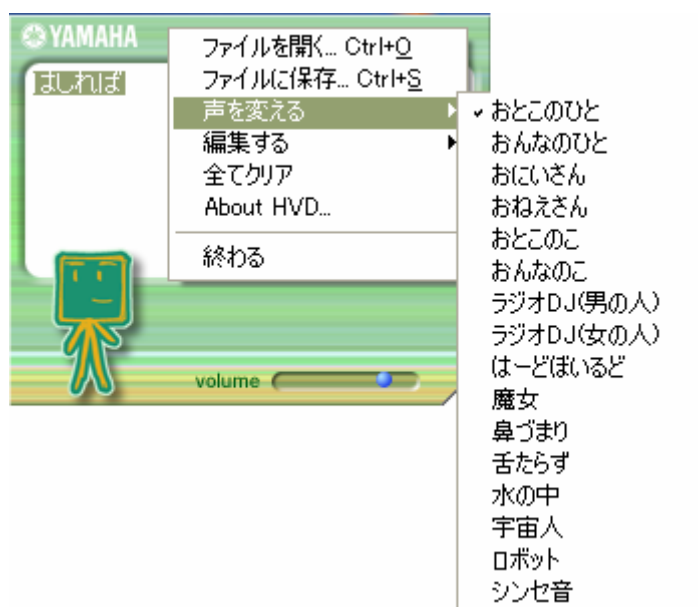 YAMAHA
はしれば
ファイルを開く... Ctrl+O
ファイルに保存... Ctrl+S
声を変える
編集する
全てクリア
About HVD...
終わる
volume
おとこのひと
おんなのひと
おにいさん
おねえさん
おとこのこ
おんなのこ
ラジオDJ(男の人)
ラジオDJ(女の人)
はーどぼいるど
魔女
鼻づまり
舌たらず
水の中
宇宙人
ロボット
シンセ音